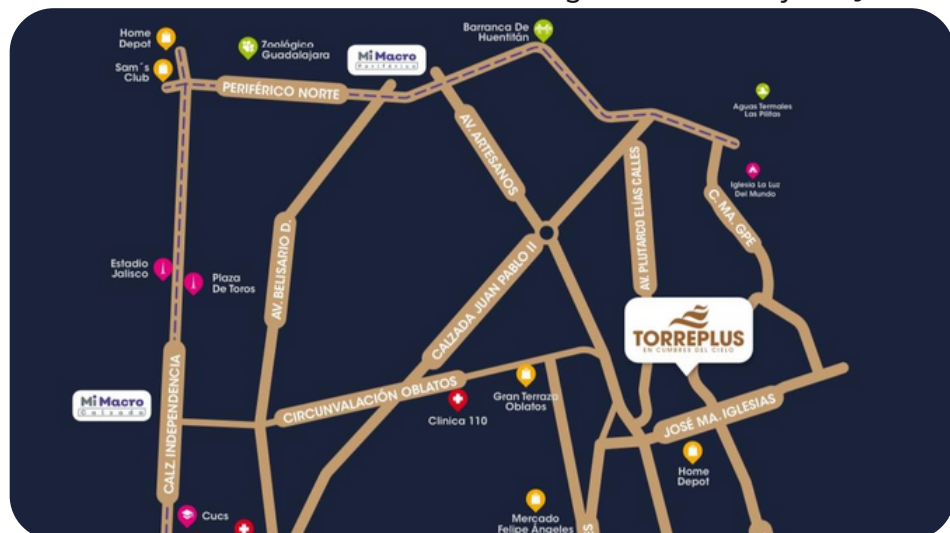 Home
Depot
Sam´s
Club
Zoológico
Guadalajara
Mi Macro
Periférico
Barranca De
Huentitán
PERIFÉRICO NORTE
Aguas Termales
Las Pilitas
AV. ARTESANOS
AV. PLUTARCO ELÍAS CALLES
Iglesia La Luz
Del Mundo
C. MA. GPE
AV. BELISARIO D.
CALZADA JUAN PABLO II
Estadio
Jalisco
Plaza
De Toros
TORREPLUS
EN CUMBRES DEL CIELO
CALZ. INDEPENDENCIA
Mi Macro
Calzada
CIRCUNVALACIÓN OBLATOS
Gran Terraza
Oblatos
Clinica 110
JOSÉ MA. IGLESIAS
Home
Depot
Cucs
Mercado
Felipe Ángeles